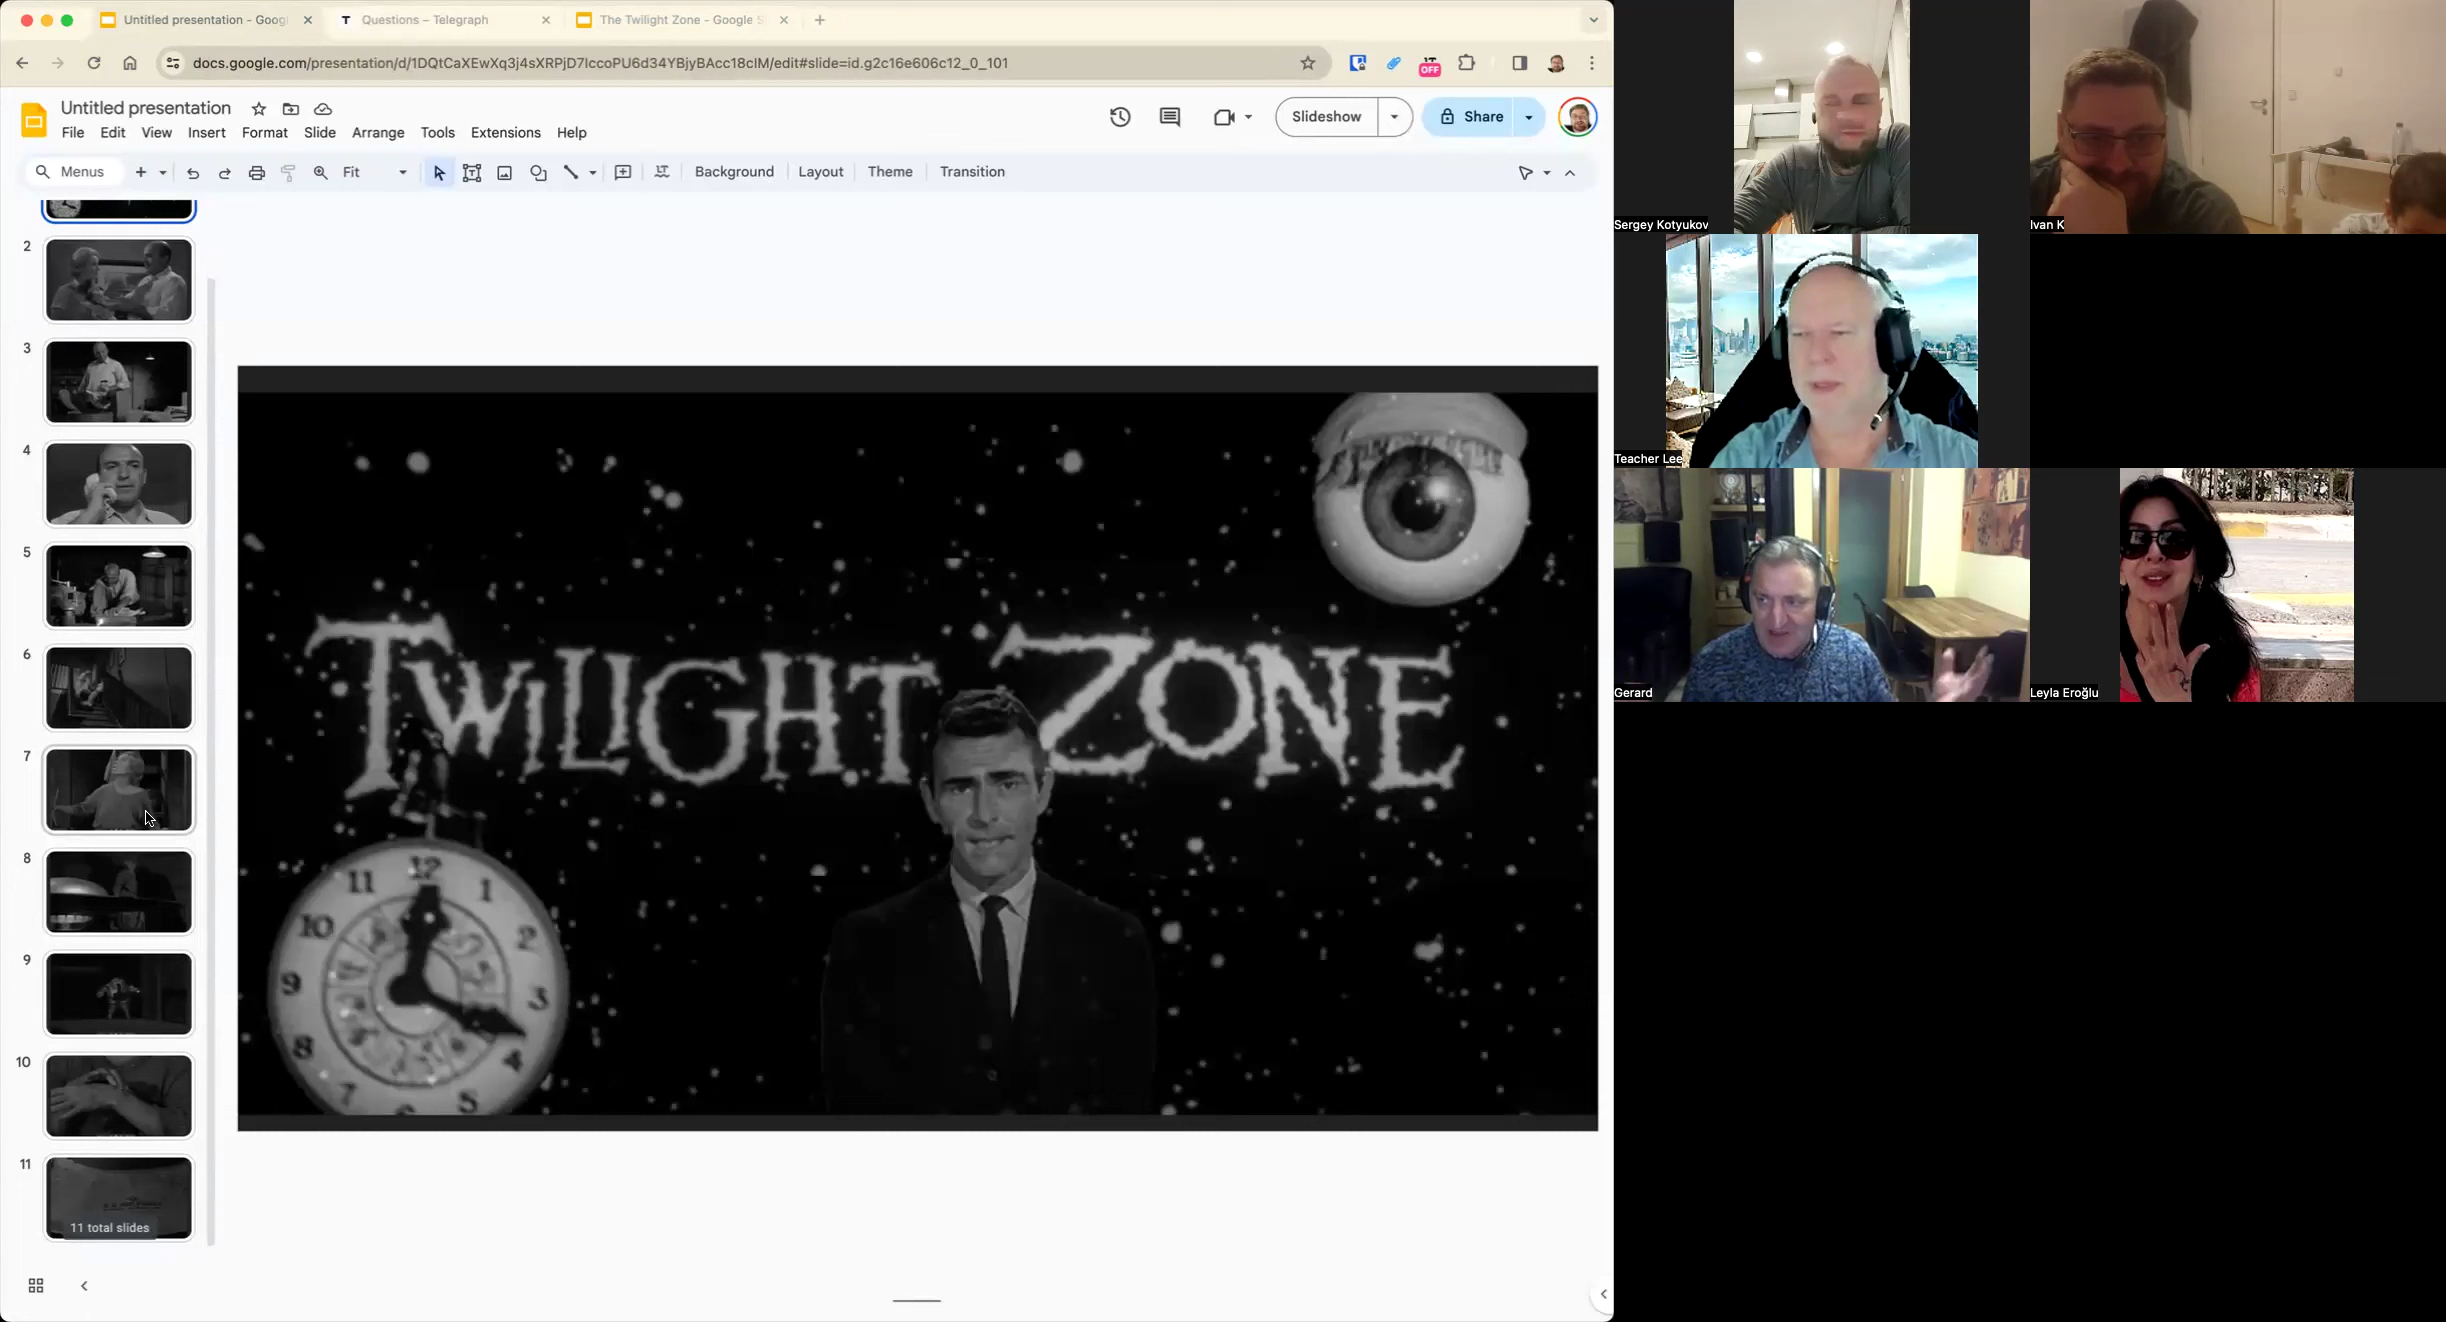 Untitled presentation - Goog
Questions – Telegraph
The Twilight Zone - Google S
docs.google.com/presentation/d/1DQtCaXEwXq3j4sXRPjD7IccoPU6d34YBjyBAcc18cIM/edit#slide=id.g2c16e606c12_0_101
OFF
Untitled presentation
File Edit View Insert Format Slide Arrange Tools Extensions Help
Slideshow
Share
Menus
Fit
Background
Layout
Theme
Transition
2
3
4
5
6
7
8
9
10
11
11 total slides
TWILIGHT ZONE
12
1
2
3
4
5
7
8
9
10
11
Sergey Kotyukov
Ivan K
Teacher Lee
Gerard
Leyla Eroğlu